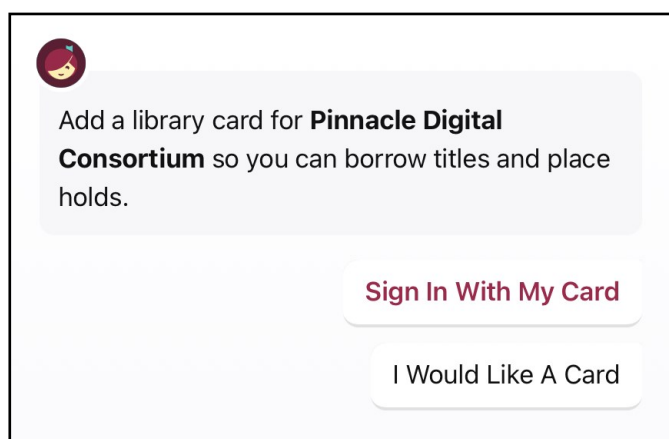 Add a library card for Pinnacle Digital
Consortium so you can borrow titles and place
holds.
Sign In With My Card
I Would Like A Card